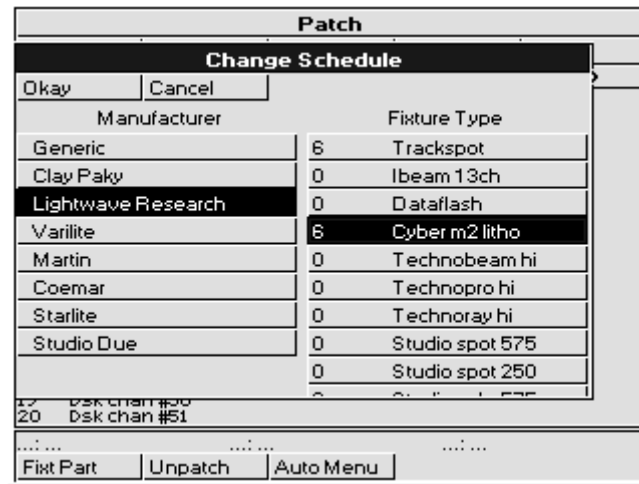 Patch
Change Schedule
Okay Cancel
Manufacturer Fixture Type
Generic 6 Trackspot
Clay Paky 0 Ibeam 13ch
Lightwave Research 0 Dataflash
Varilite 6 Cyber m2 litho
Martin 0 Technobeam hi
Coemar 0 Technopro hi
Starlite 0 Technoray hi
Studio Due 0 Studio spot 575
0 Studio spot 250
20 Dsk chan #51
...: ... ...: ... ...: ...
Fixt Part Unpatch Auto Menu